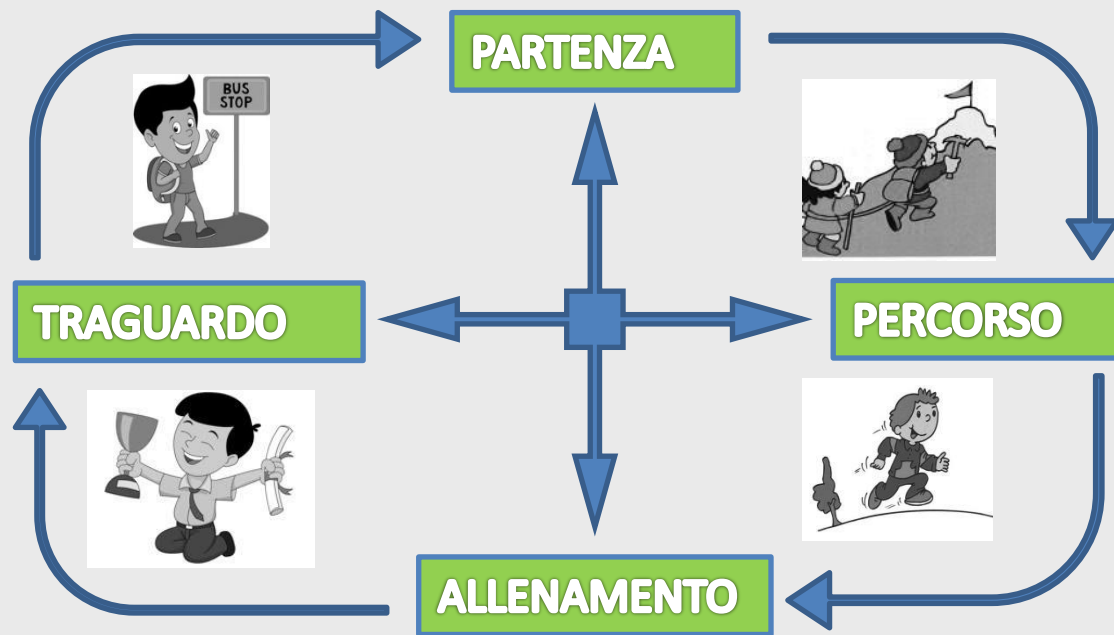 PARTENZA
BUS
STOP
TRAGUARDO
PERCORSO
ALLENAMENTO